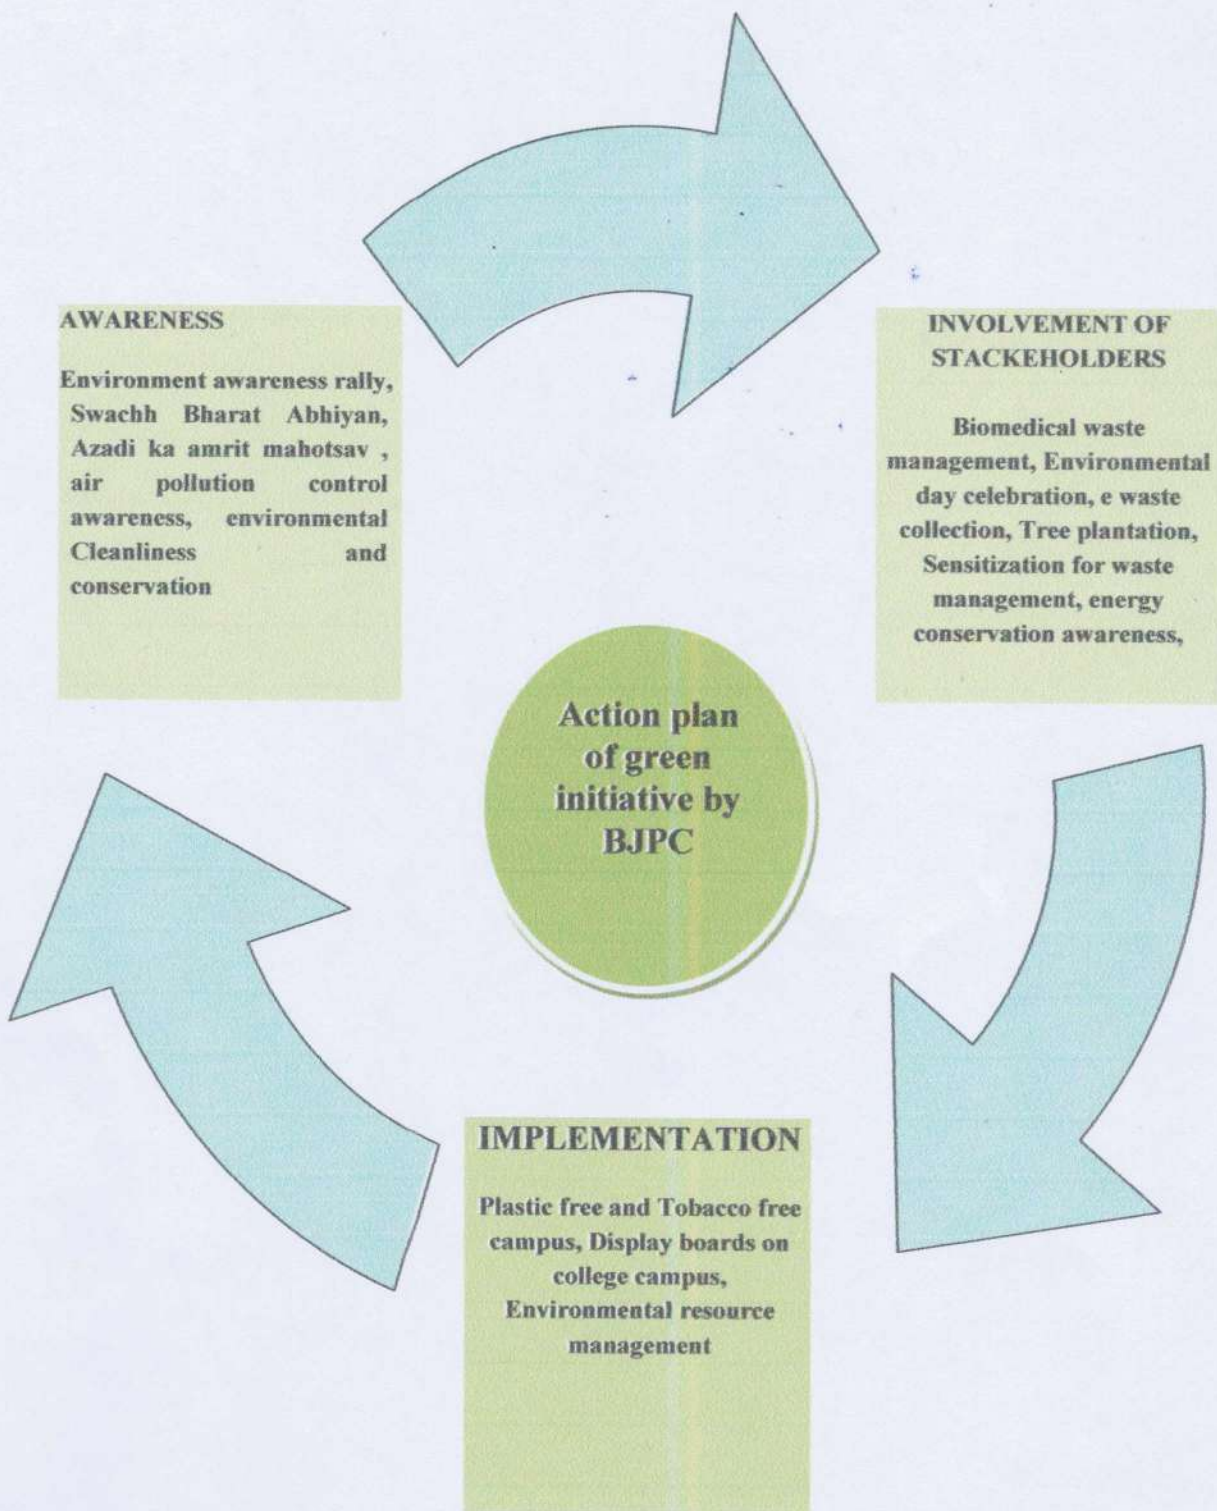 AWARENESS
Environment awareness rally,
Swachh Bharat Abhiyan,
Azadi ka amrit mahotsav ,
air pollution control
awareness, environmental
Cleanliness and
conservation
INVOLVEMENT OF
STACKEHOLDERS
Biomedical waste
management, Environmental
day celebration, e waste
collection, Tree plantation,
Sensitization for waste
management, energy
conservation awareness,
Action plan
of green
initiative by
BJPC
IMPLEMENTATION
Plastic free and Tobacco free
campus, Display boards on
college campus,
Environmental resource
management